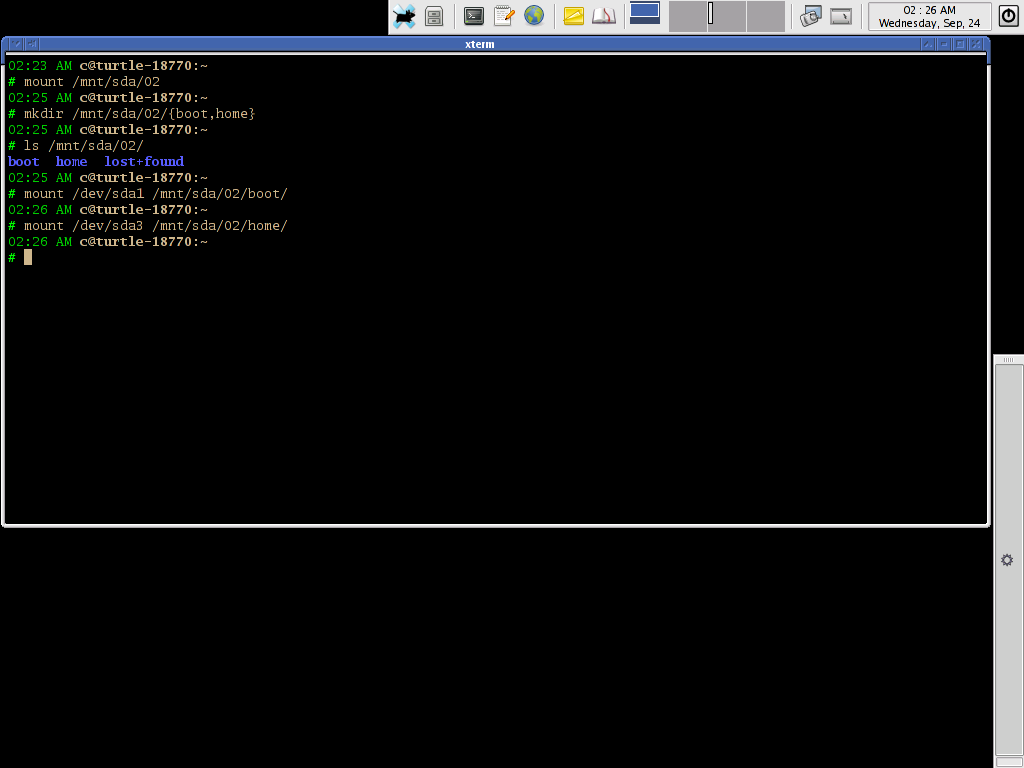 02 : 26 AM
Wednesday, Sep, 24
xterm
02:23 AM c@turtle-18770:~
# mount /mnt/sda/02
02:25 AM c@turtle-18770:~
# mkdir /mnt/sda/02/{boot,home}
02:25 AM c@turtle-18770:~
# ls /mnt/sda/02/
boot  home  lost+found
02:25 AM c@turtle-18770:~
# mount /dev/sda1 /mnt/sda/02/boot/
02:26 AM c@turtle-18770:~
# mount /dev/sda3 /mnt/sda/02/home/
02:26 AM c@turtle-18770:~
#